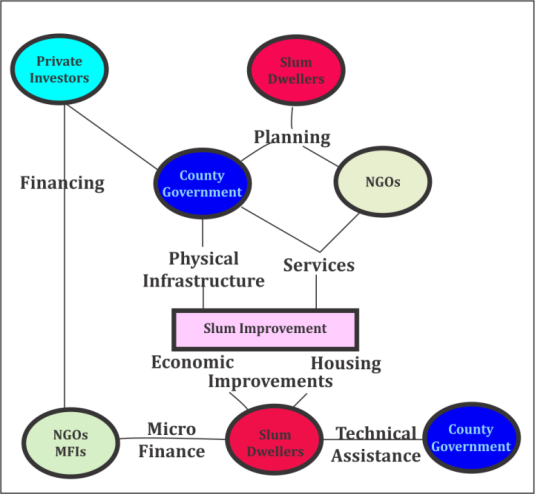 Private
Investors
Slum
Dwellers
Planning
Financing
County
Government
NGOs
Physical
Infrastructure
Services
Slum Improvement
Economic
Housing
Improvements
NGOs
MFIs
Micro
Finance
Slum
Dwellers
Technical
Assistance
County
Government